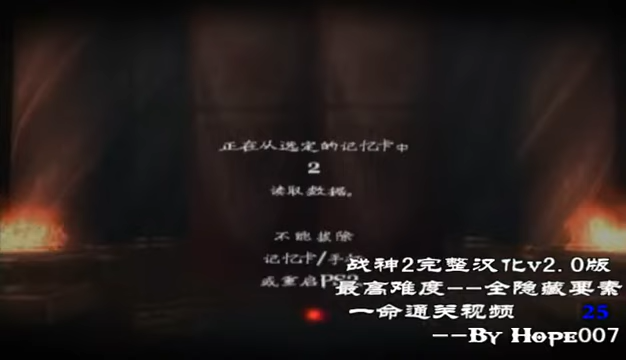 正在从选定的记忆卡中
2
读取数据。
不能拔除
记忆卡/手
或重启PS2
战神2完整汉化v2.0版
最高难度--全隐藏要素
一命通关视频 25
--By Hope007